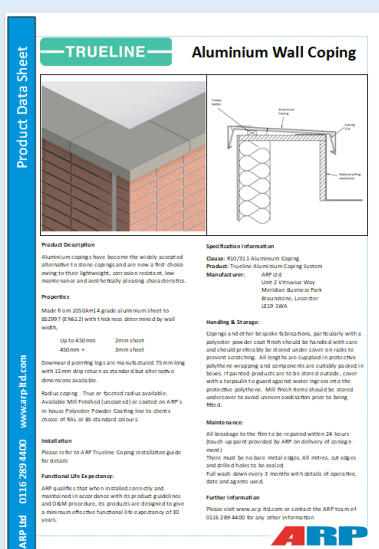 Product Data Sheet
TRUELINE
Aluminium Wall Coping
Timber
batten
Aluminium
Coping
Coping
Clip
Waterproofing
membrane
Product Description
Aluminium copings have become the widely accepted
alternative to stone copings and are now a first choice
owing to their lightweight, corrosion resistant, low
maintenance and aesthetically pleasing characteristics.
Properties
Made from 1050AH14 grade aluminium sheet to
BS2997 (EN612) with thickness determined by wall
width,
Up to 450mm 2mm sheet
450mm + 3mm sheet
Downward pointing legs are manufactured 75mm long
with 15mm drip return as standard but alternative
dimensions available.
Radius coping True or faceted radius available.
Available Mill Finished (uncoated) or coated on ARP's
in-house Polyester Powder Coating line to clients
choice of RAL or BS standard colours.
Installation
Please refer to ARP Trueline Coping installation guide
for details
Functional Life Expectancy:
ARP qualifies that when installed correctly and
maintained in accordance with its product guidelines
and O&M procedure, its products are designed to give
a minimum effective functional life expectancy of 30
years.
Specification Information
Clause: R10/311 Aluminium Coping
Product: Trueline Aluminium Coping System
Manufacturer: ARP Ltd
Unit 2 Vitruvius Way
Meridian Business Park
Braunstone, Leicester
LE19 1WA
Handling & Storage:
Copings and other bespoke fabrications, particularly with a
polyester powder coat finish should be handled with care
and should preferably be stored under cover on racks to
prevent scratching. All lengths are supplied in protective
polythene wrapping and components are suitably packed in
boxes. If painted products are to be stored outside, cover
with a tarpaulin to guard against water ingress into the
protective polythene. Mill finish items should be stored
undercover to avoid uneven oxidisation prior to being
fitted.
Maintenance:
All breakage to the film to be repaired within 24 hours
(touch up paint provided by ARP on delivery of consign-
ment)
There must be no bare metal edges. All mitres, cut edges
and drilled holes to be sealed.
Full wash down every 3 months with details of operative,
date and agents used.
Further Information
Please visit www.arp-ltd.com or contact the ARP team of
0116 289 4400 for any other information
ARP Ltd 0116 289 4400 www.arp-ltd.com
ARP